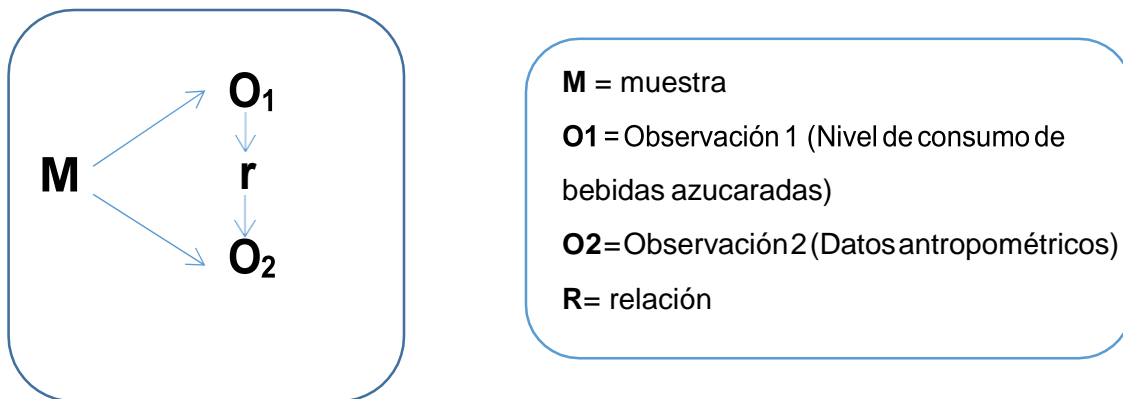 O₁
M
r
O₂
M = muestra
O1 = Observación 1 (Nivel de consumo de
bebidas azucaradas)
O2=Observación 2 (Datos antropométricos)
R= relación